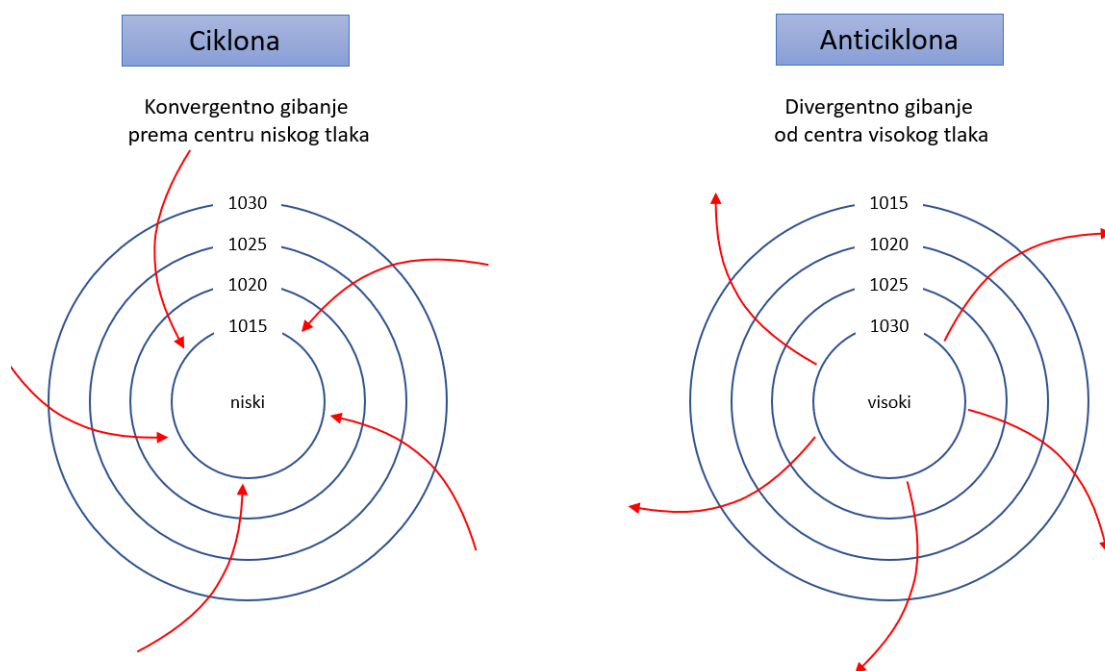 Ciklona
Konvergentno gibanje
prema centru niskog tlaka
1030
1025
1020
1015
niski
Anticiklona
Divergentno gibanje
od centra visokog tlaka
1015
1020
1025
1030
visoki